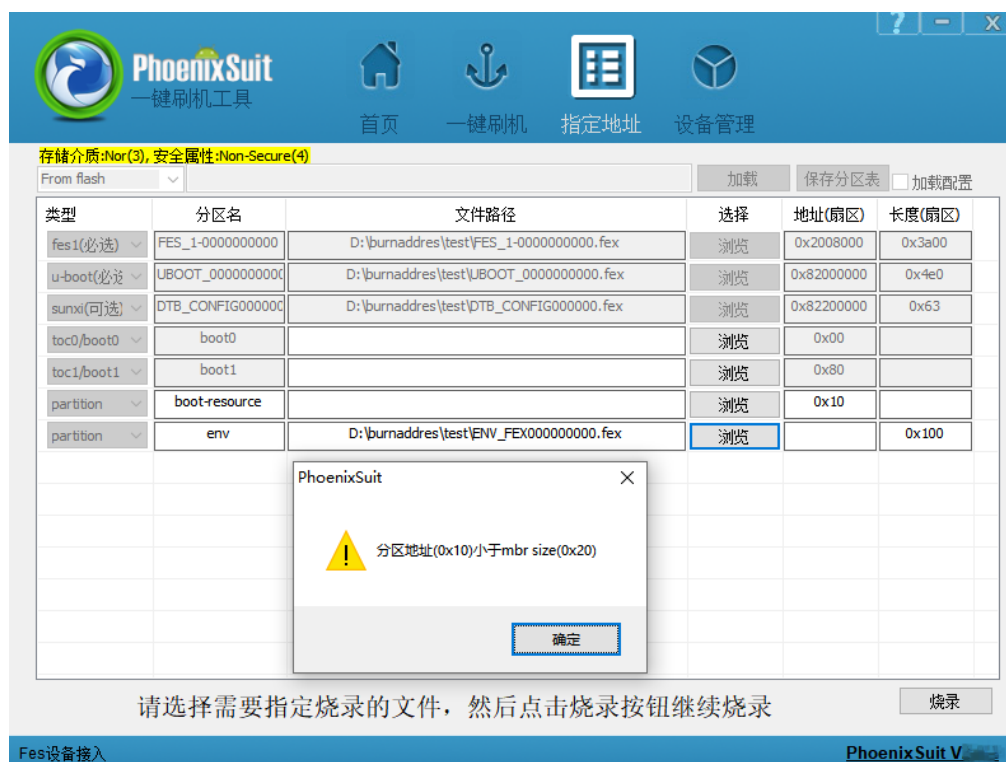 ? - X
PhoenixSuit
一键刷机工具
首页 一键刷机 指定地址 设备管理
存储介质:Nor(3), 安全属性:Non-Secure(4)
From flash 加载 保存分区表 加载配置
类型 分区名 文件路径 选择 地址(扇区) 长度(扇区)
fes1(必选) FES_1-0000000000 D:\burnaddres\test\FES_1-0000000000.fex 浏览 0x2008000 0x3a00
u-boot(必选 UBOOT_0000000000 D:\burnaddres\test\UBOOT_0000000000.fex 浏览 0x82000000 0x4e0
sunxi(可选) DTB_CONFIG000000 D:\burnaddres\test\DTB_CONFIG000000.fex 浏览 0x82200000 0x63
toc0/boot0 boot0 浏览 0x00
toc1/boot1 boot1 浏览 0x80
partition boot-resource 浏览 0x10
partition env D:\burnaddres\test\ENV_FEX000000000.fex 浏览 0x100
PhoenixSuit
分区地址(0x10)小于mbr size(0x20)
确定
请选择需要指定烧录的文件，然后点击烧录按钮继续烧录
烧录
Fes设备接入 PhoenixSuit V